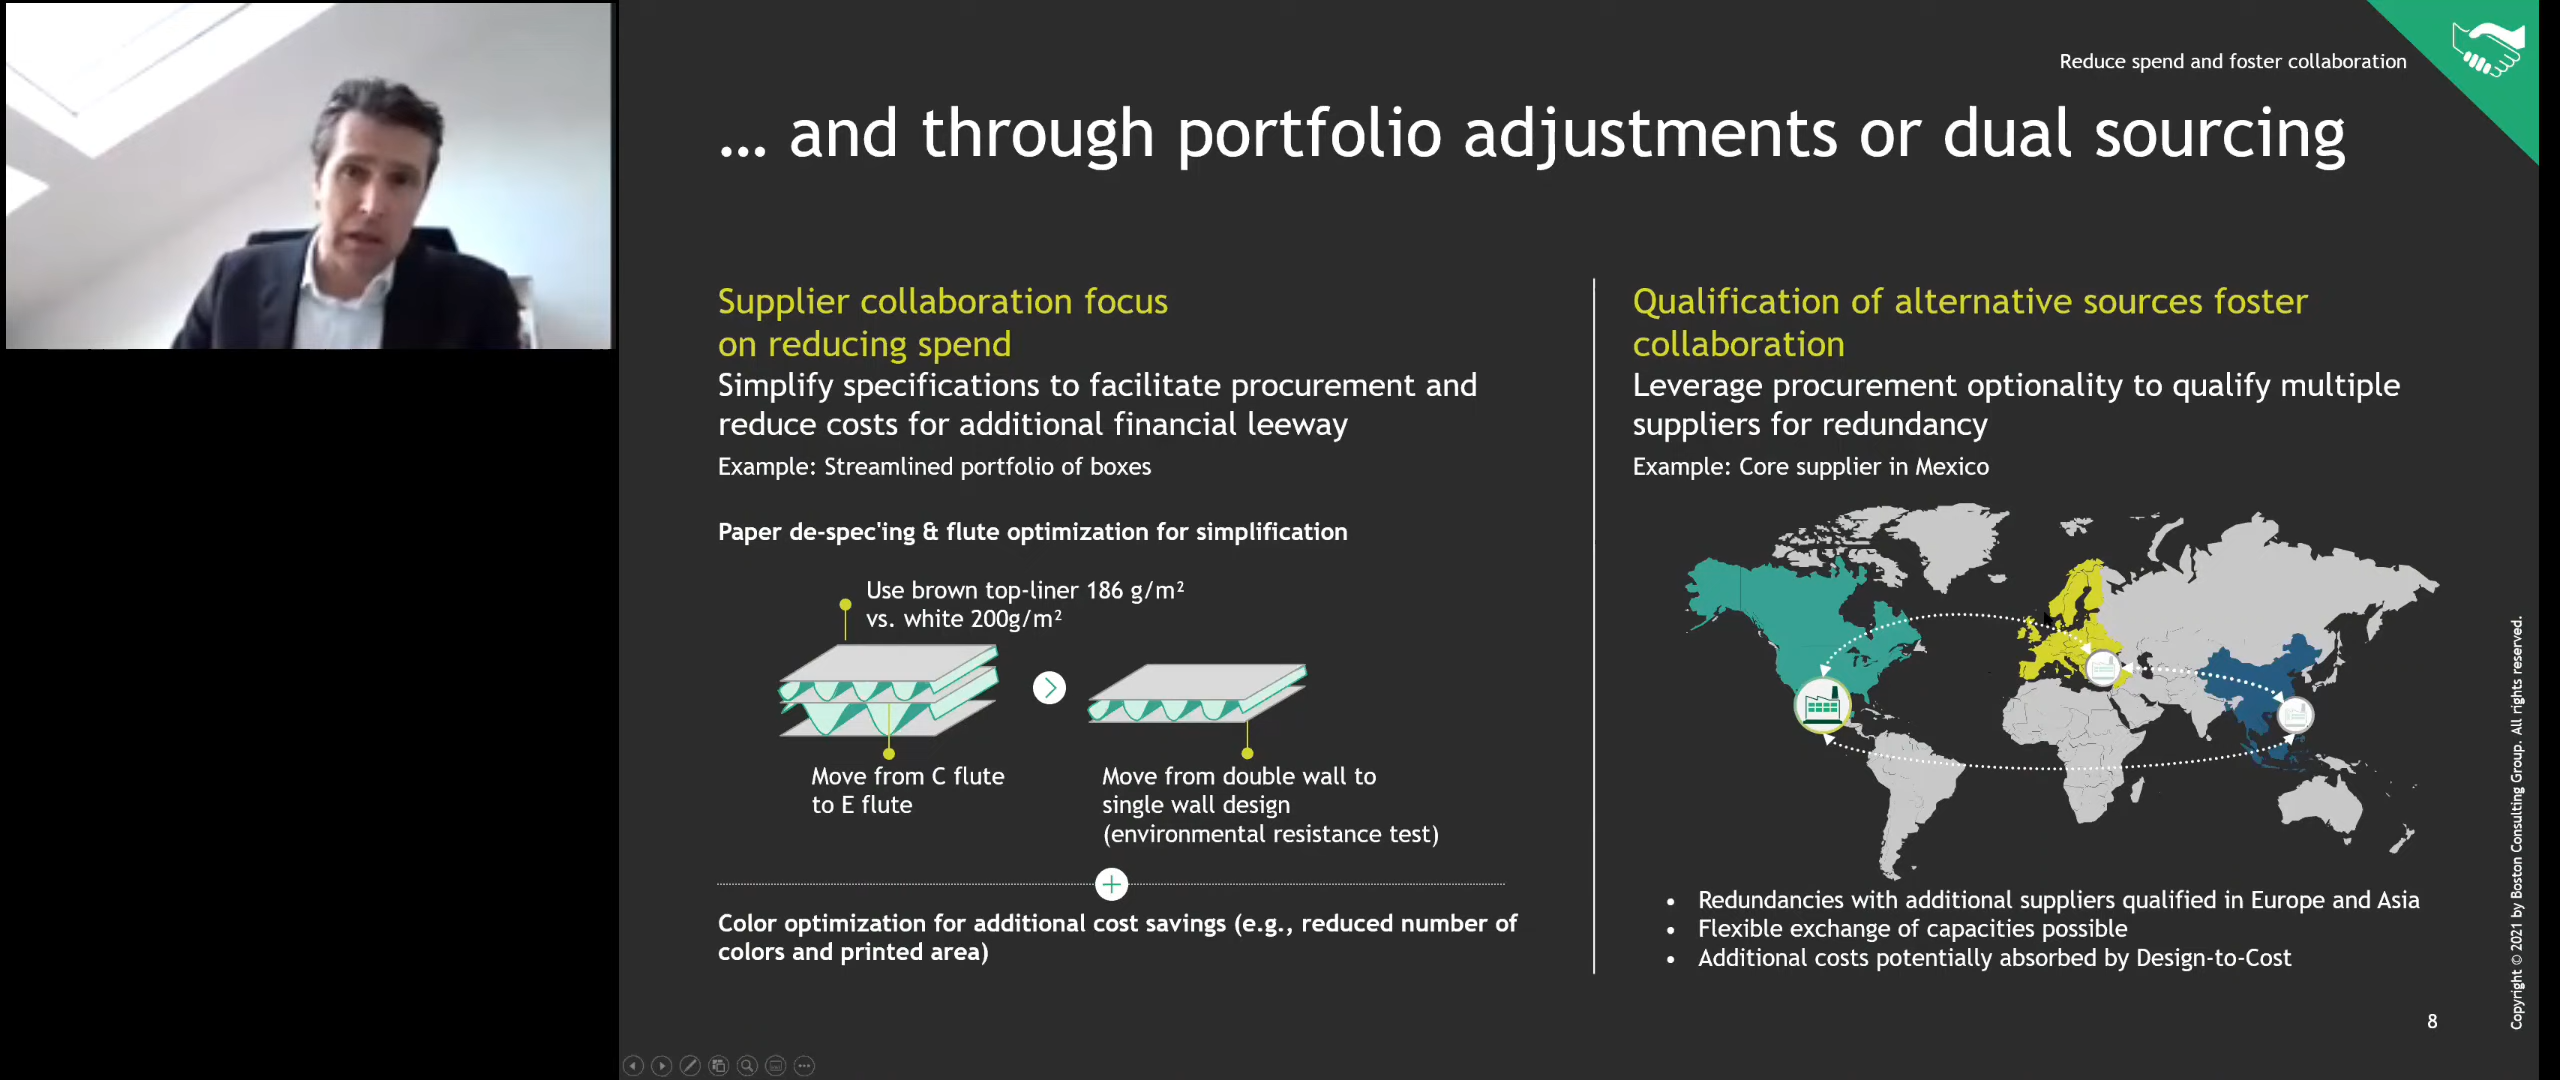 Reduce spend and foster collaboration
... and through portfolio adjustments or dual sourcing
Supplier collaboration focus
on reducing spend
Simplify specifications to facilitate procurement and
reduce costs for additional financial leeway
Example: Streamlined portfolio of boxes
Paper de-spec'ing & flute optimization for simplification
Use brown top-liner 186 g/m²
vs. white 200g/m²
Move from C flute
to E flute
Move from double wall to
single wall design
(environmental resistance test)
Color optimization for additional cost savings (e.g., reduced number of
colors and printed area)
Qualification of alternative sources foster
collaboration
Leverage procurement optionality to qualify multiple
suppliers for redundancy
Example: Core supplier in Mexico
• Redundancies with additional suppliers qualified in Europe and Asia
• Flexible exchange of capacities possible
• Additional costs potentially absorbed by Design-to-Cost
Copyright © 2021 by Boston Consulting Group. All rights reserved.
8